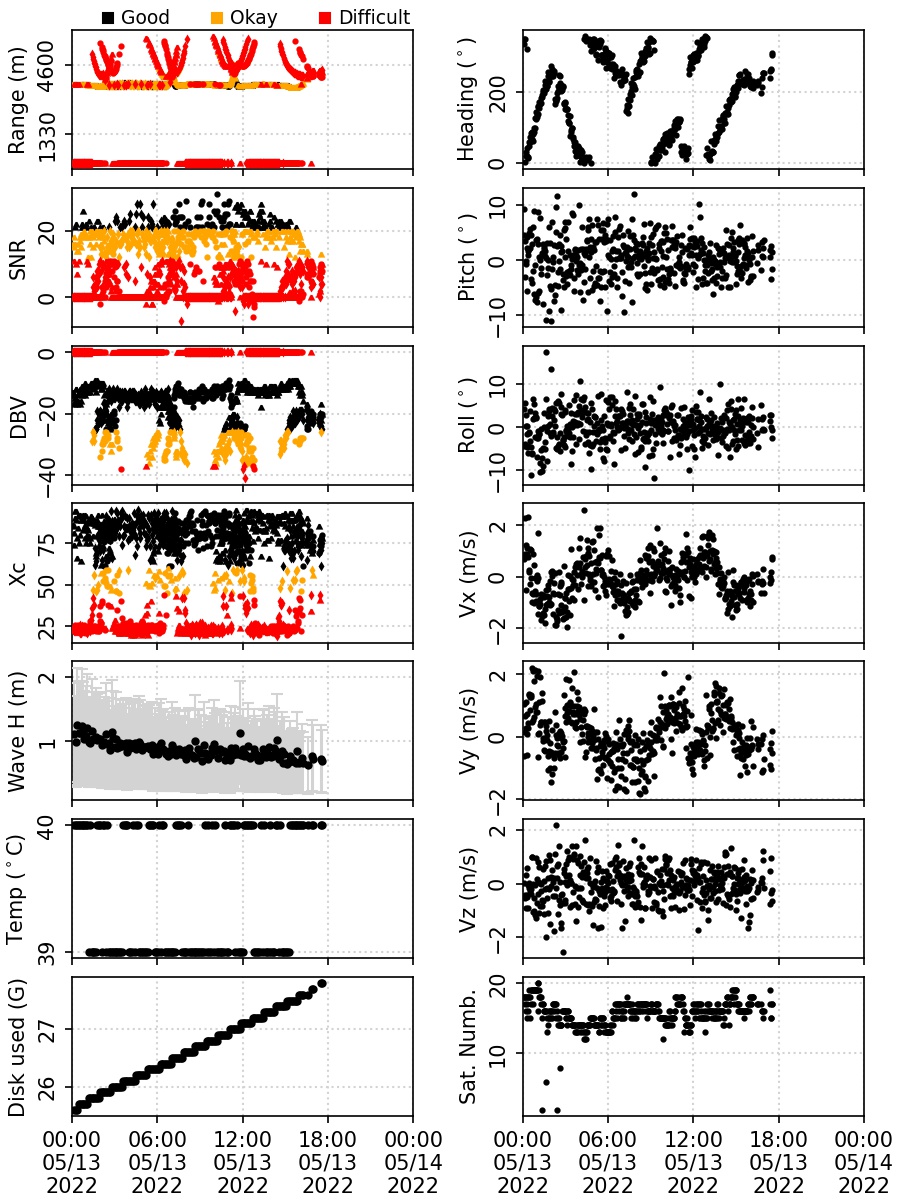 Good Okay Difficult
Range (m)
4600
1330
Heading (°)
200
0
SNR
20
0
Pitch (°)
10
0
−10
DBV
0
−20
−40
Roll (°)
10
0
−10
Xc
75
50
25
Vx (m/s)
2
0
−2
Wave H (m)
2
1
Vy (m/s)
2
0
−2
Temp (°C)
40
39
Vz (m/s)
2
0
−2
Disk used (G)
27
26
Sat. Numb.
20
10
00:00 06:00 12:00 18:00 00:00
05/13 05/13 05/13 05/13 05/14
2022 2022 2022 2022 2022
00:00 06:00 12:00 18:00 00:00
05/13 05/13 05/13 05/13 05/14
2022 2022 2022 2022 2022